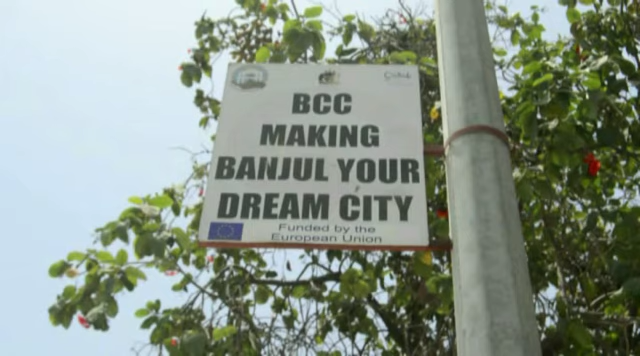 BCC
MAKING
BANJUL YOUR
DREAM CITY
Funded by the
European Union